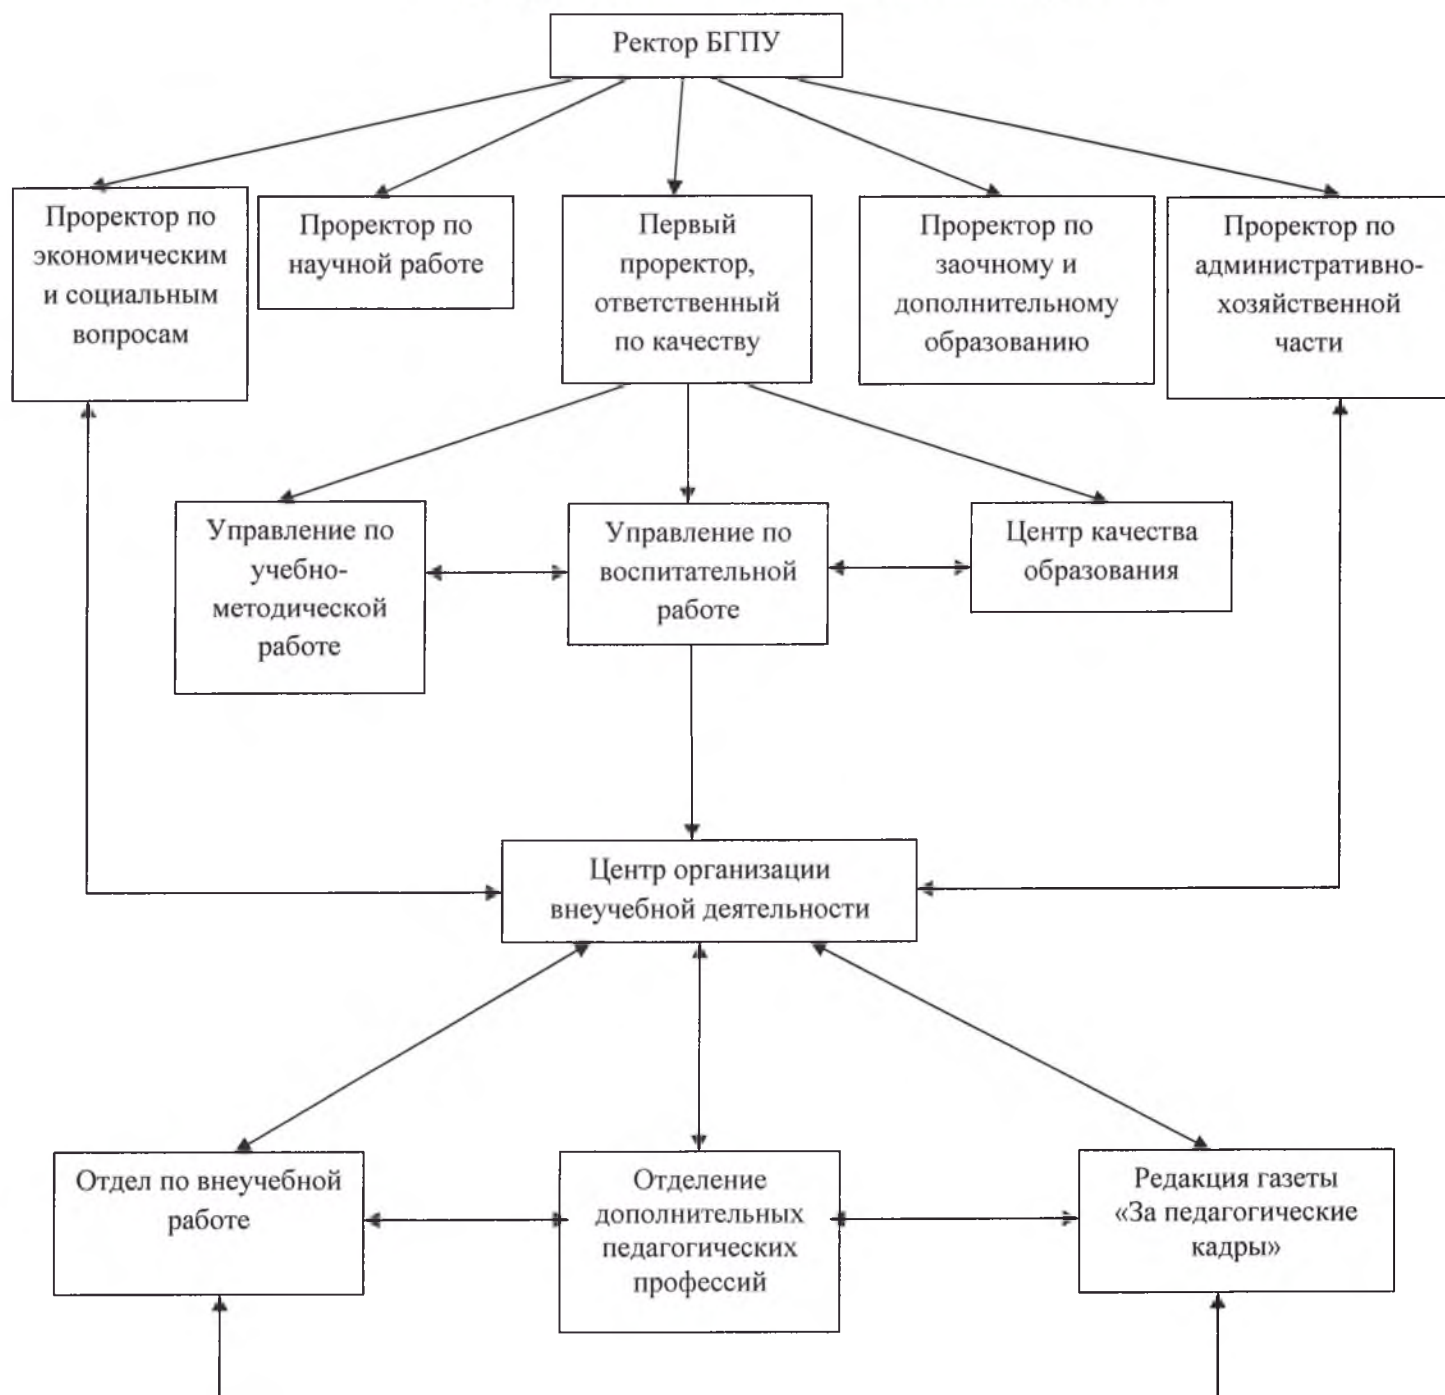 Ректор БГПУ
Проректор по
экономическим
и социальным
вопросам
Проректор по
научной работе
Первый
проректор,
ответственный
по качеству
Проректор по
заочному и
дополнительному
образованию
Проректор по
административно-
хозяйственной
части
Управление по
учебно-
методической
работе
Управление по
воспитательной
работе
Центр качества
образования
Центр организации
внеучебной деятельности
Отдел по внеучебной
работе
Отделение
дополнительных
педагогических
профессий
Редакция газеты
«За педагогические
кадры»